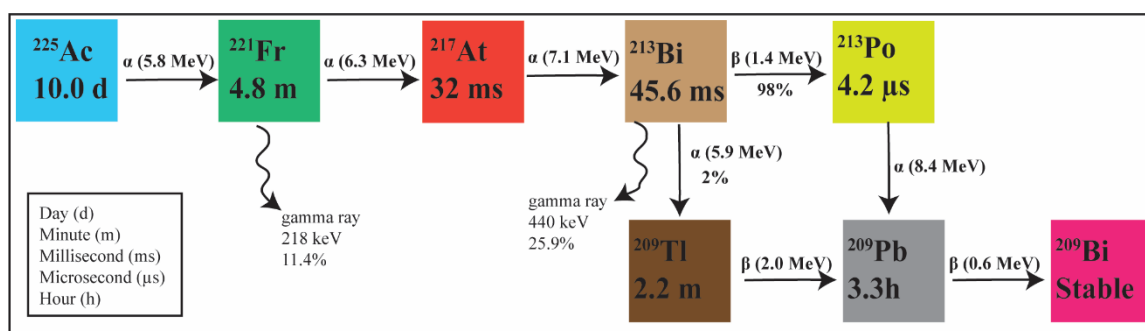 ²²⁵Ac
10.0 d
α (5.8 MeV)
²²¹Fr
4.8 m
α (6.3 MeV)
²¹⁷At
32 ms
α (7.1 MeV)
²¹³Bi
45.6 ms
β (1.4 MeV)
98%
²¹³Po
4.2 μs
α (5.9 MeV)
2%
α (8.4 MeV)
gamma ray
218 keV
11.4%
gamma ray
440 keV
25.9%
Day (d)
Minute (m)
Millisecond (ms)
Microsecond (μs)
Hour (h)
²⁰⁹Tl
2.2 m
β (2.0 MeV)
²⁰⁹Pb
3.3h
β (0.6 MeV)
²⁰⁹Bi
Stable